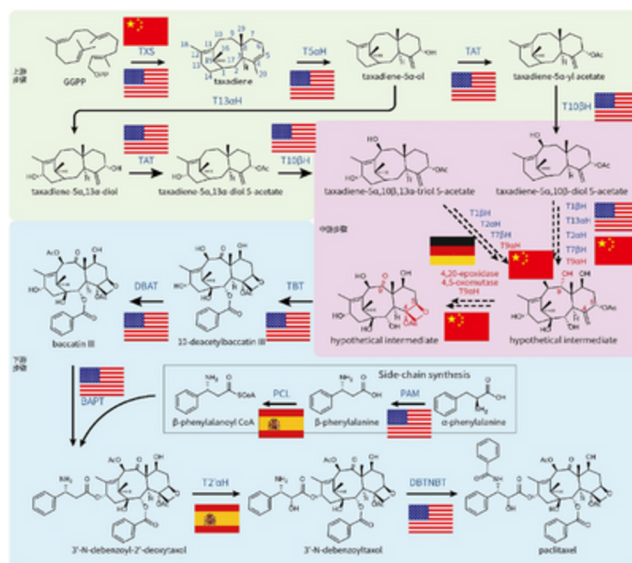 TXS
T5αH
TAT
GGPP
taxadiene
taxadiene-5α-ol
taxadiene-5α-yl acetate
T13αH
T10βH
TAT
T10βH
taxadiene-5α,13α-diol
taxadiene-5α,13α-diol 5-acetate
taxadiene-5α,10β,13α-triol 5-acetate
taxadiene-5α,10β-diol 5-acetate
T1βH
T2αH
T7βH
T9αH
T1βH
T13αH
T2αH
T7βH
T9αH
4,20-epoxidase
4,5-oxomutase
T9αH
hypothetical intermediate
hypothetical intermediate
DBAT
TBT
baccatin III
10-deacetylbaccatin III
BAPT
Side-chain synthesis
PCL
PAM
β-phenylalanoyl CoA
β-phenylalanine
α-phenylalanine
T2'αH
DBTNBT
3'-N-debenzoyl-2'-deoxytaxol
3'-N-debenzoyltaxol
paclitaxel